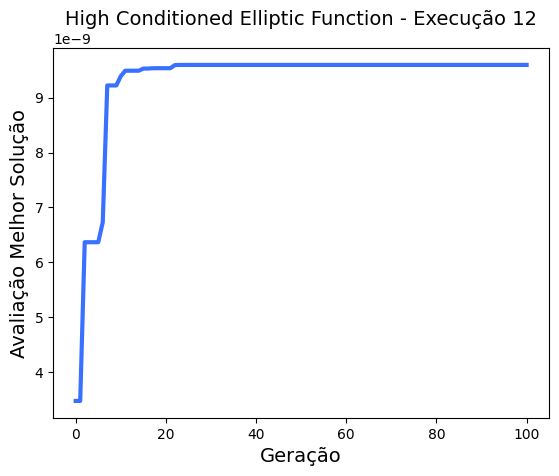 High Conditioned Elliptic Function - Execução 12
1e−9
Avaliação Melhor Solução
9
8
7
6
5
4
0 20 40 60 80 100
Geração